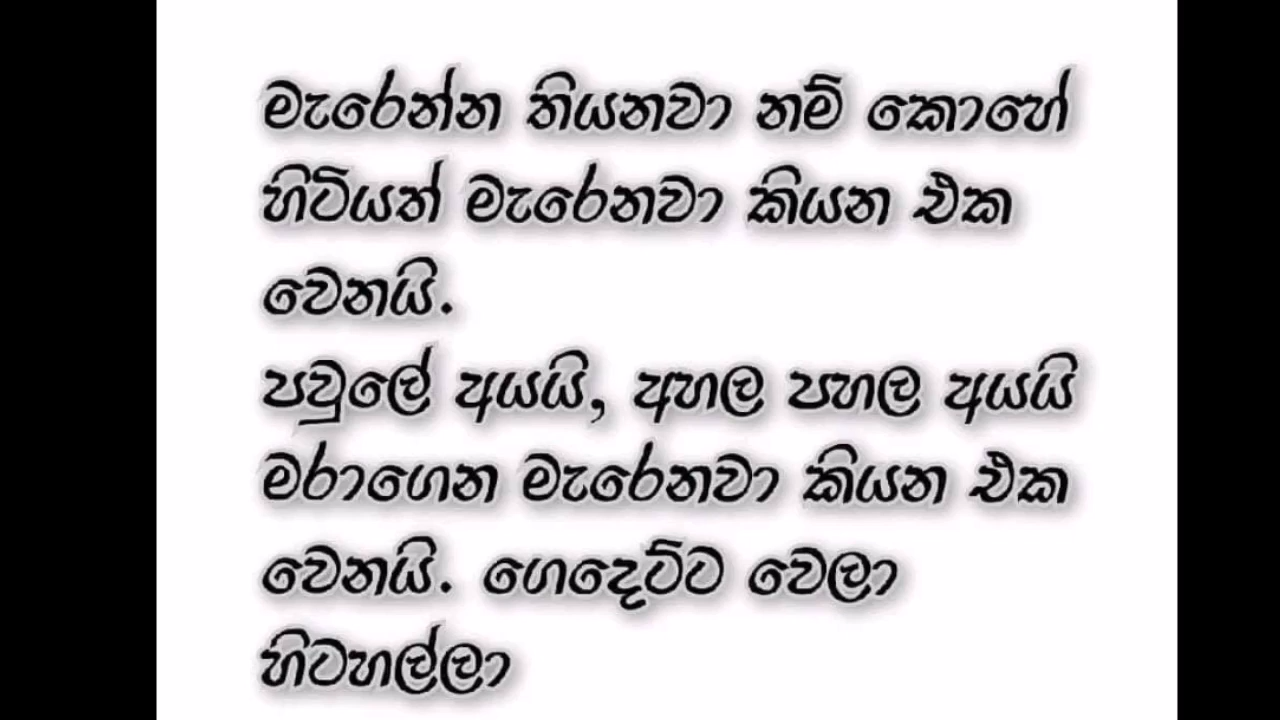 මැරෙන්න තියනවා නම් කොහේ
හිටියත් මැරෙනවා කියන එක
වෙනයි.
පවුලේ අයයි, අහල පහල අයයි
මරාගෙන මැරෙනවා කියන එක
වෙනයි. ගෙදෙට්ට වෙලා
හිටහල්ලා